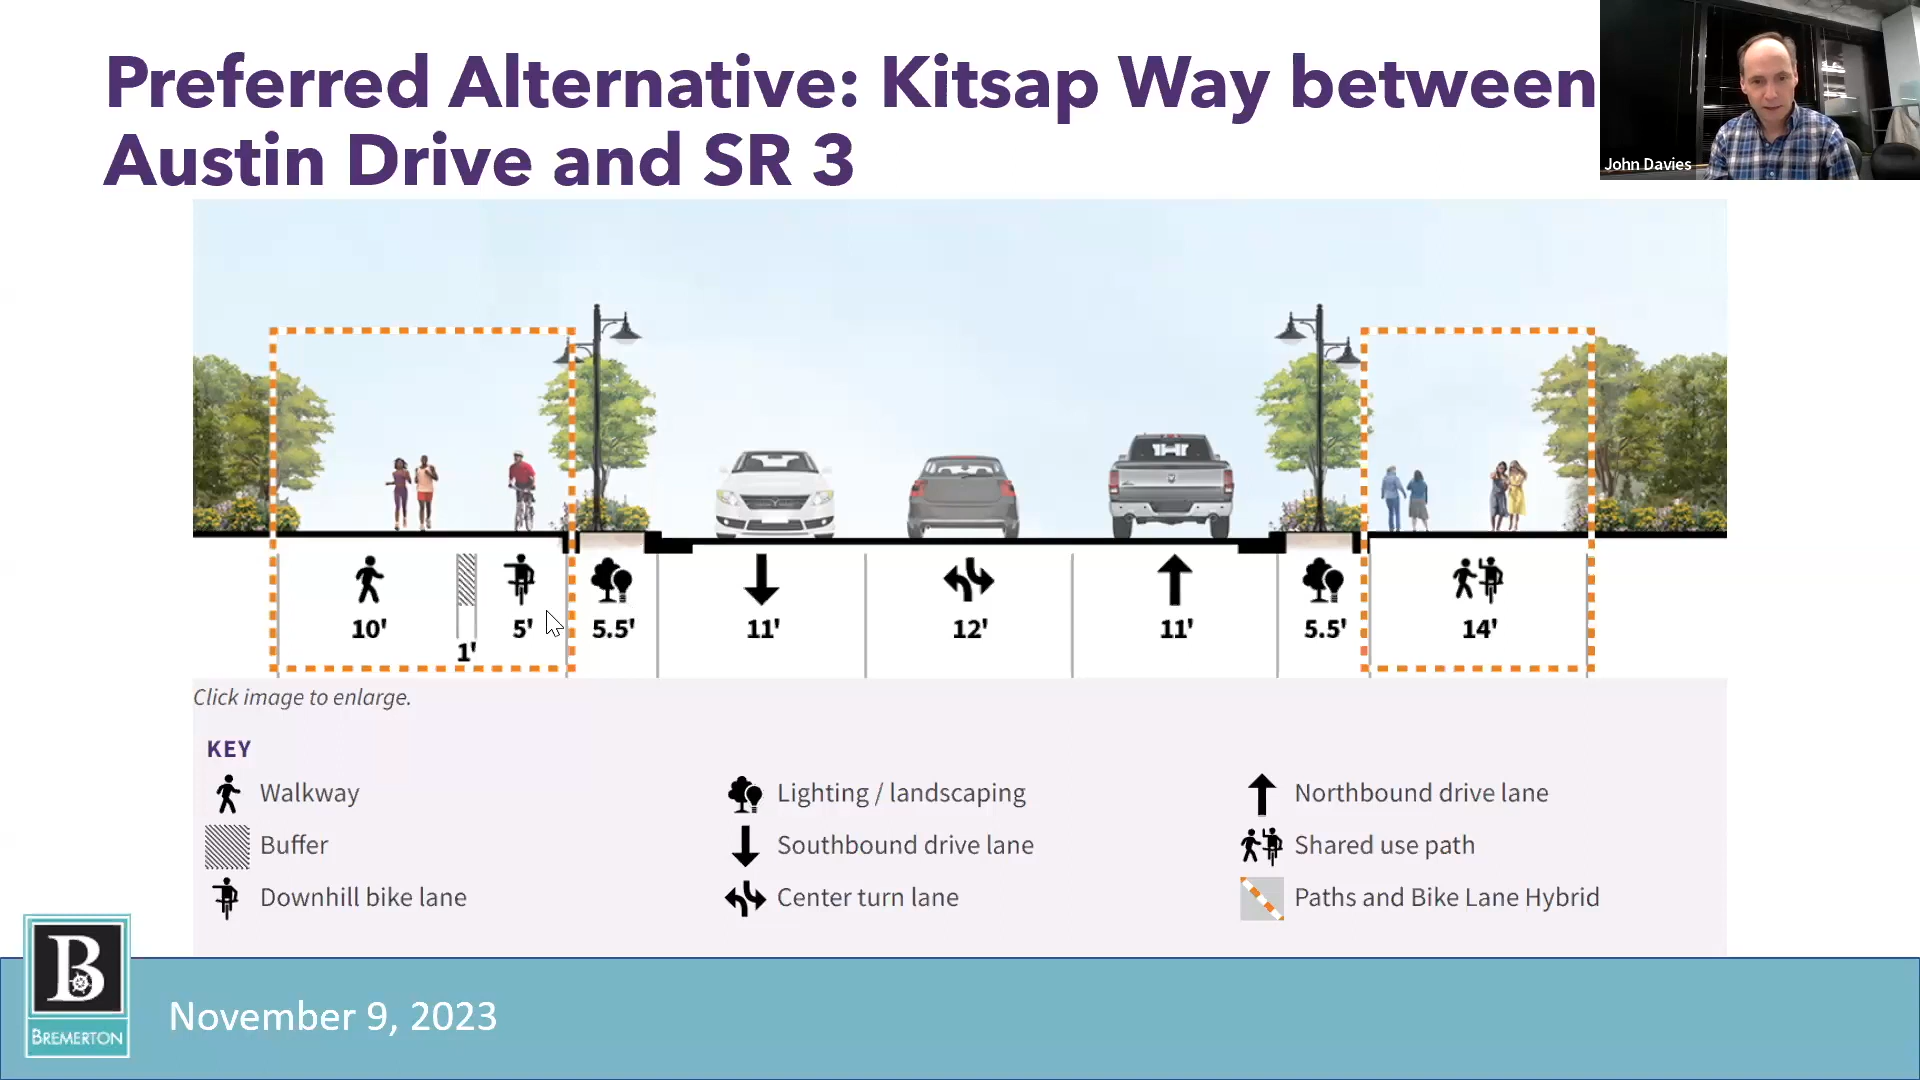 Preferred Alternative: Kitsap Way between
Austin Drive and SR 3
John Davies
10'
1'
5'
5.5'
11'
12'
11'
5.5'
14'
Click image to enlarge.
KEY
Walkway
Lighting / landscaping
Northbound drive lane
Buffer
Southbound drive lane
Shared use path
Downhill bike lane
Center turn lane
Paths and Bike Lane Hybrid
B
BREMERTON
November 9, 2023